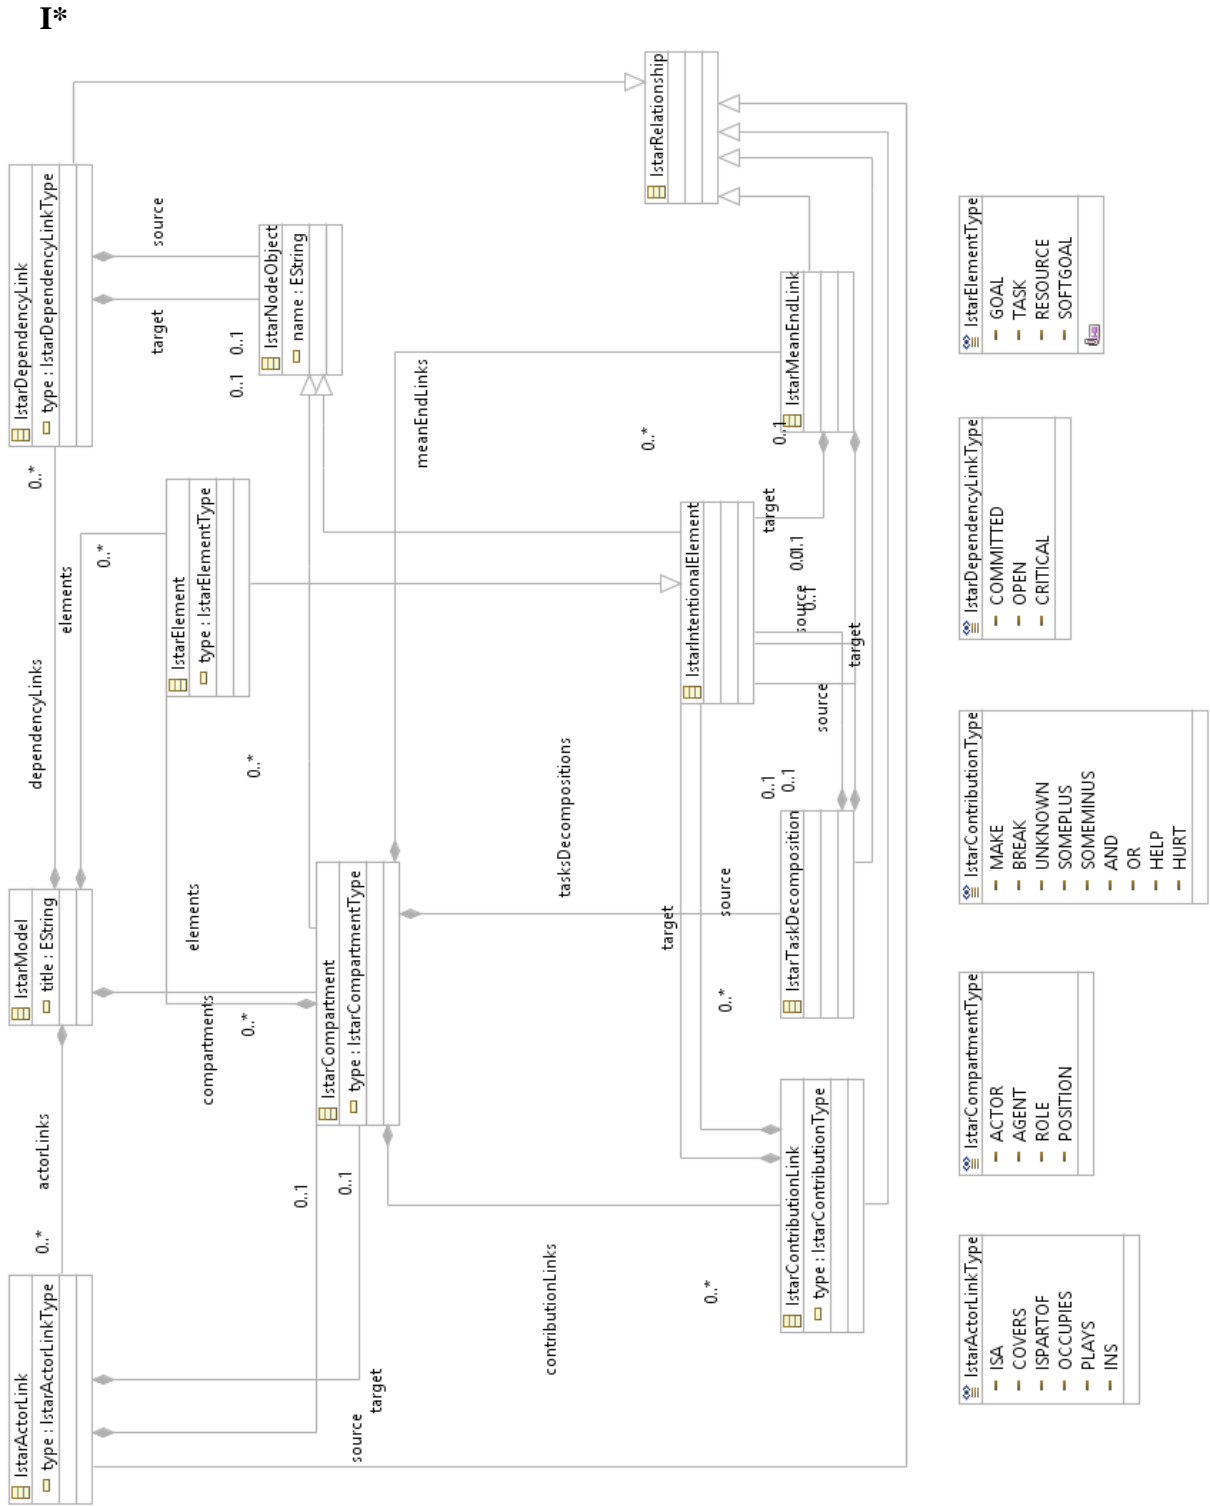 I*
IstarActorLink
type : IstarActorLinkType
actorLinks
0..*
source
target
0..1
0..1
IstarModel
title : EString
compartments
0..*
elements
0..*
dependencyLinks
0..*
elements
0..*
IstarDependencyLink
type : IstarDependencyLinkType
source
target
0..1
0..1
IstarElement
type : IstarElementType
IstarNodeObject
name : EString
IstarCompartment
type : IstarCompartmentType
meanEndLinks
0..*
tasksDecompositions
0..*
contributionLinks
0..*
IstarRelationship
IstarIntentionalElement
target
source
target
source
0..1
0..1
target
source
0..1
0..1
IstarMeanEndLink
0..1
IstarTaskDecomposition
IstarContributionLink
type : IstarContributionType
IstarActorLinkType
ISA
COVERS
ISPARTOF
OCCUPIES
PLAYS
INS
IstarCompartmentType
ACTOR
AGENT
ROLE
POSITION
IstarContributionType
MAKE
BREAK
UNKNOWN
SOMEPLUS
SOMEMINUS
AND
OR
HELP
HURT
IstarDependencyLinkType
COMMITTED
OPEN
CRITICAL
IstarElementType
GOAL
TASK
RESOURCE
SOFTGOAL